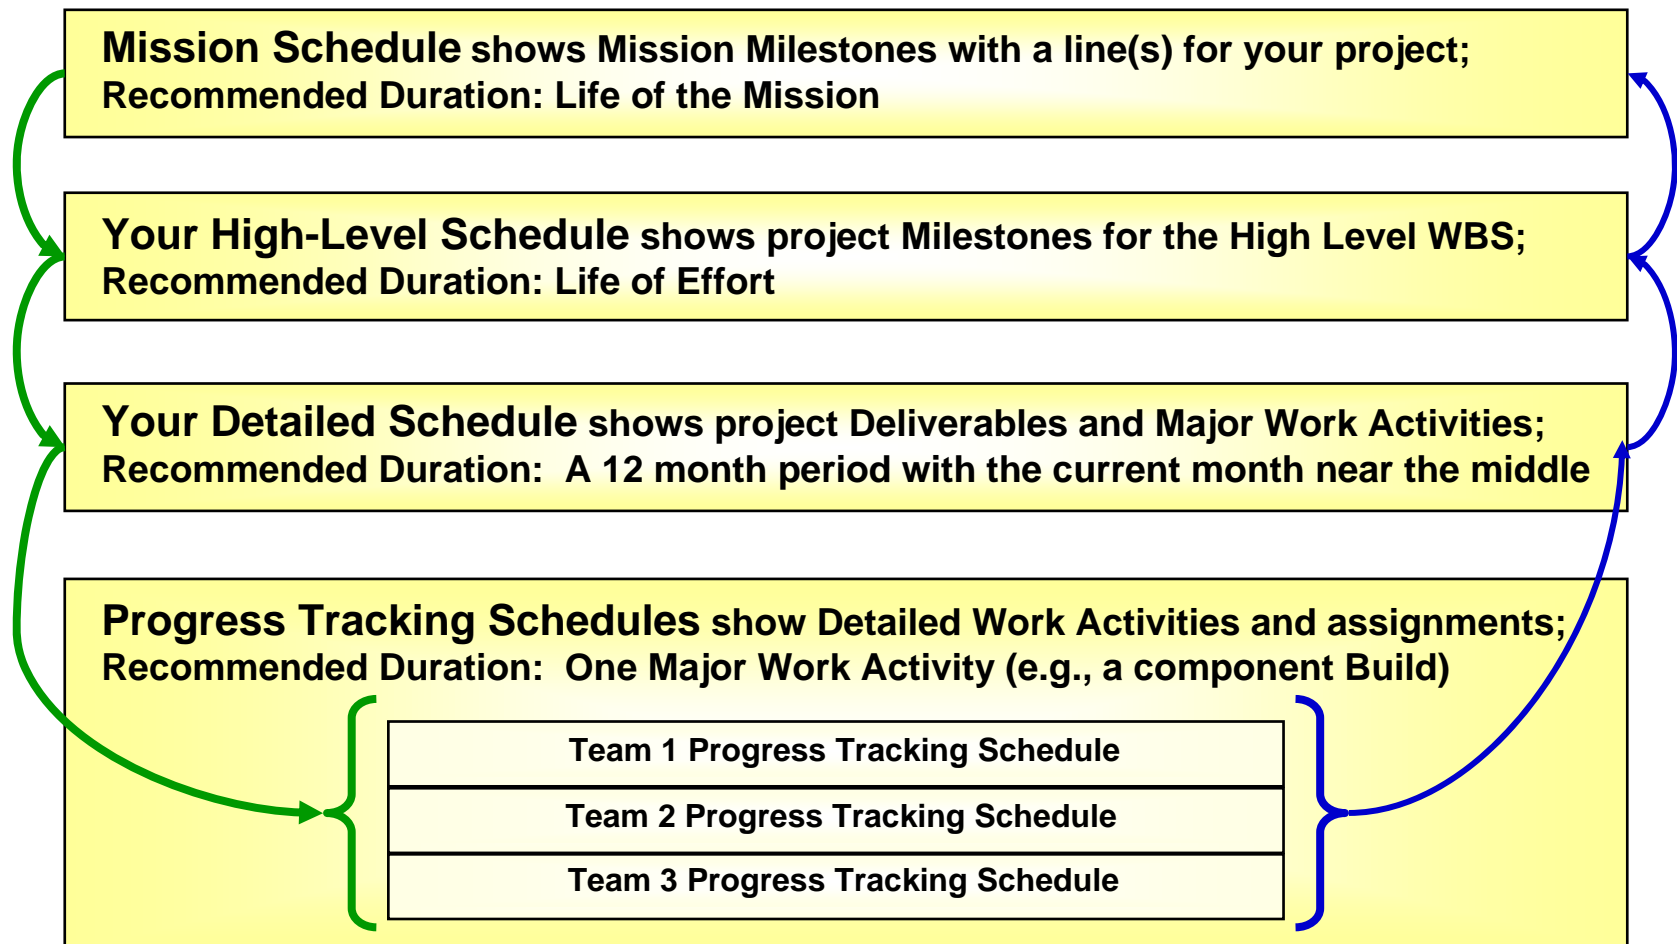 Mission Schedule shows Mission Milestones with a line(s) for your project;
Recommended Duration: Life of the Mission
Your High-Level Schedule shows project Milestones for the High Level WBS;
Recommended Duration: Life of Effort
Your Detailed Schedule shows project Deliverables and Major Work Activities;
Recommended Duration:  A 12 month period with the current month near the middle
Progress Tracking Schedules show Detailed Work Activities and assignments;
Recommended Duration:  One Major Work Activity (e.g., a component Build)
Team 1 Progress Tracking Schedule
Team 2 Progress Tracking Schedule
Team 3 Progress Tracking Schedule